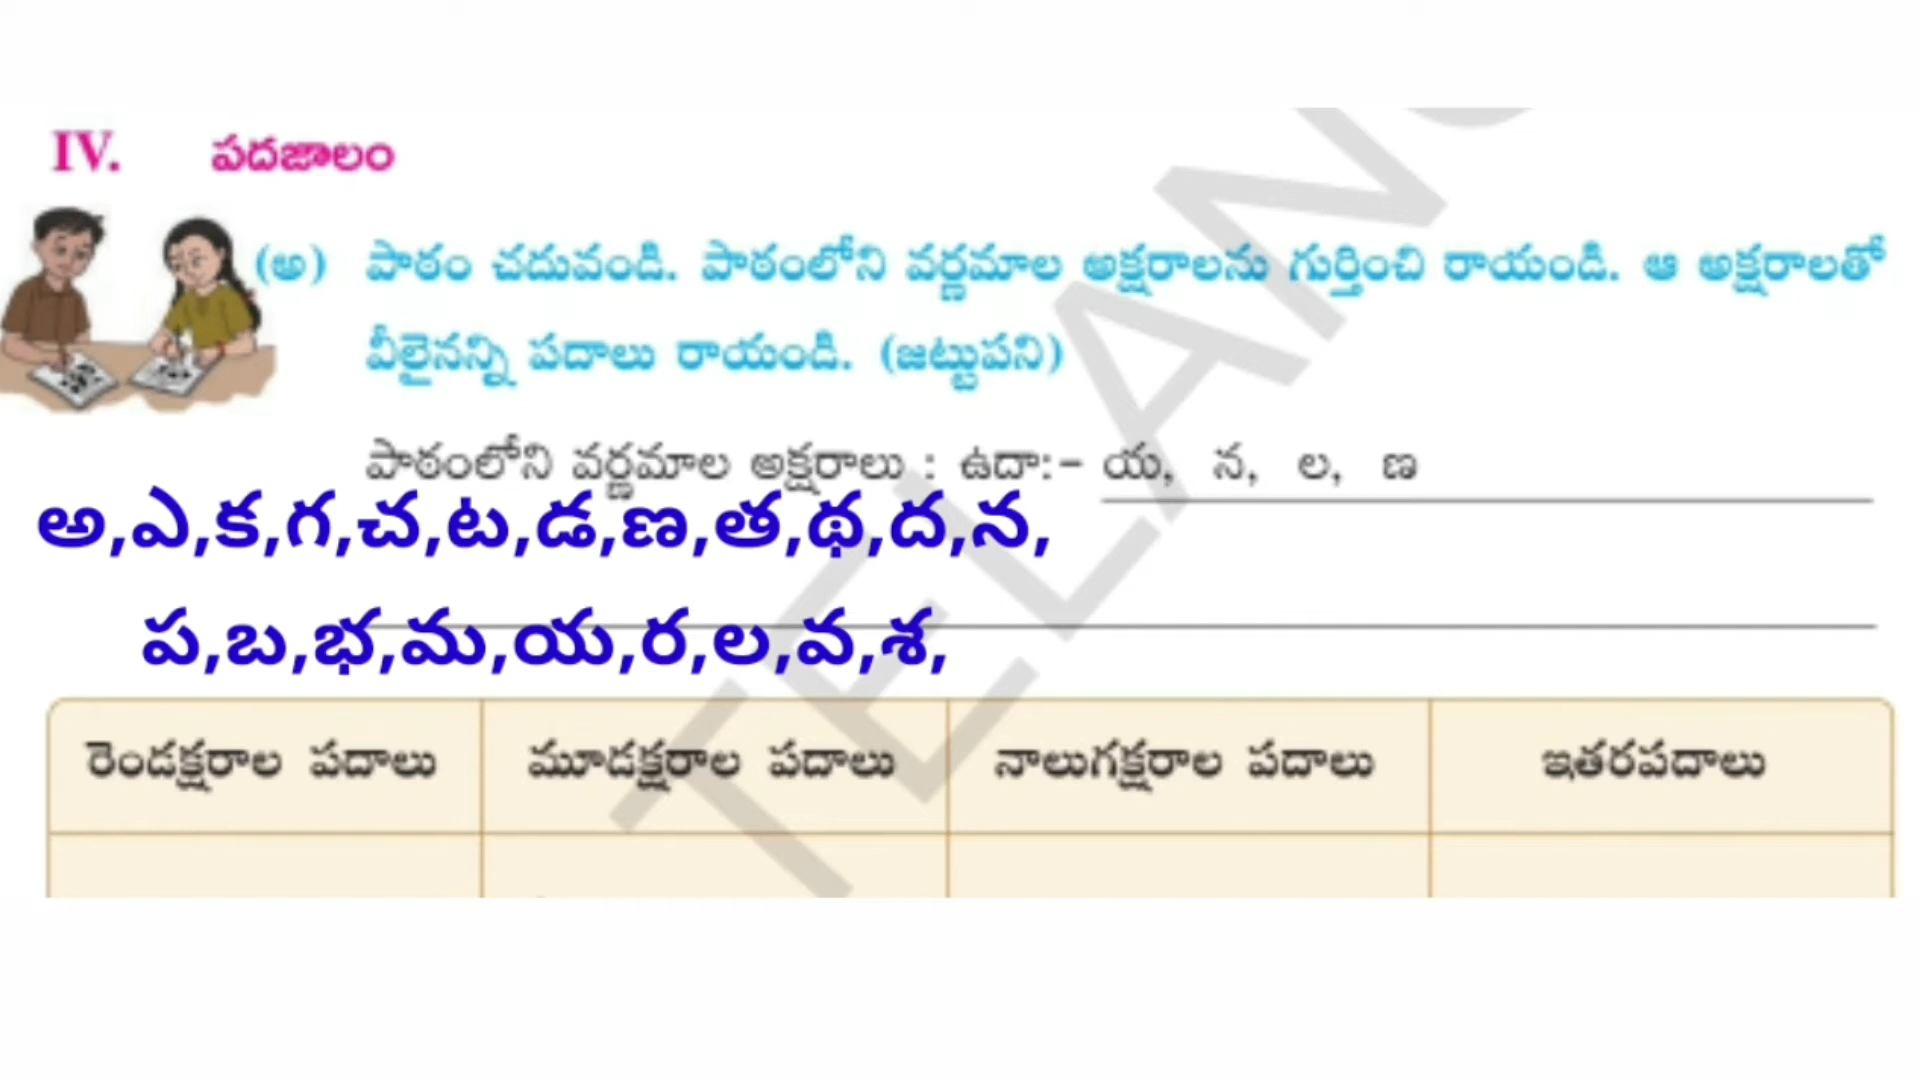 IV. పదజాలం
(అ) పాఠం చదువండి. పాఠంలోని వర్ణమాల అక్షరాలను గుర్తించి రాయండి. ఆ అక్షరాలతో
వీలైనన్ని పదాలు రాయండి. (జట్టుపని)
పాఠంలోని వర్ణమాల అక్షరాలు : ఉదా:- య, న, ల, ణ
అ,ఎ,క,గ,చ,ట,డ,ణ,త,థ,ద,న,
ప,బ,భ,మ,య,ర,ల,వ,శ,
రెండక్షరాల పదాలు మూడక్షరాల పదాలు నాలుగక్షరాల పదాలు ఇతరపదాలు